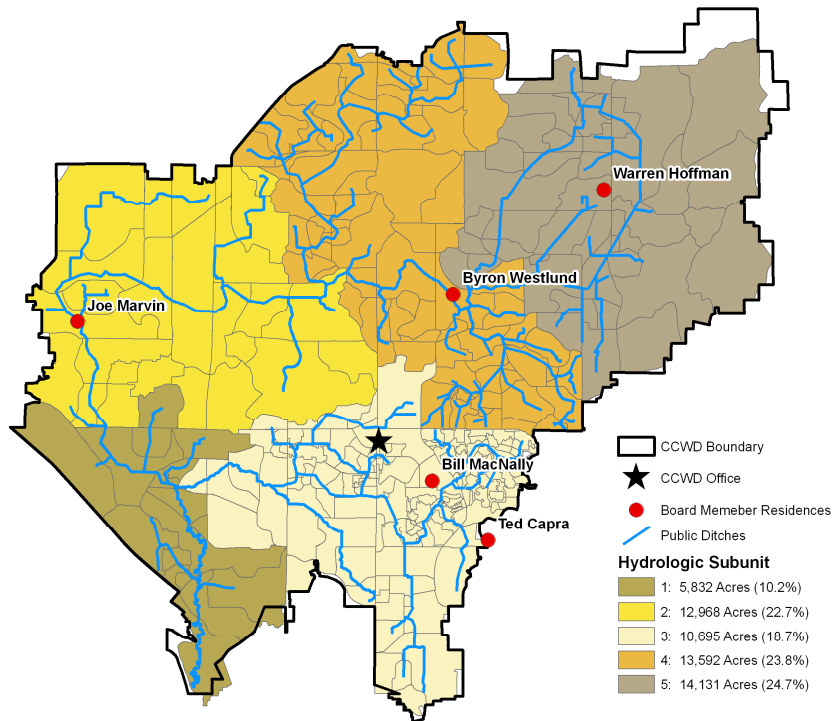 Warren Hoffman
Byron Westlund
Joe Marvin
CCWD Boundary
Bill MacNally
CCWD Office
Board Memeber Residences
Ted Capra
Public Ditches
Hydrologic Subunit
1: 5,832 Acres (10.2%)
2: 12,968 Acres (22.7%)
3: 10,695 Acres (18.7%)
4: 13,592 Acres (23.8%)
5: 14,131 Acres (24.7%)